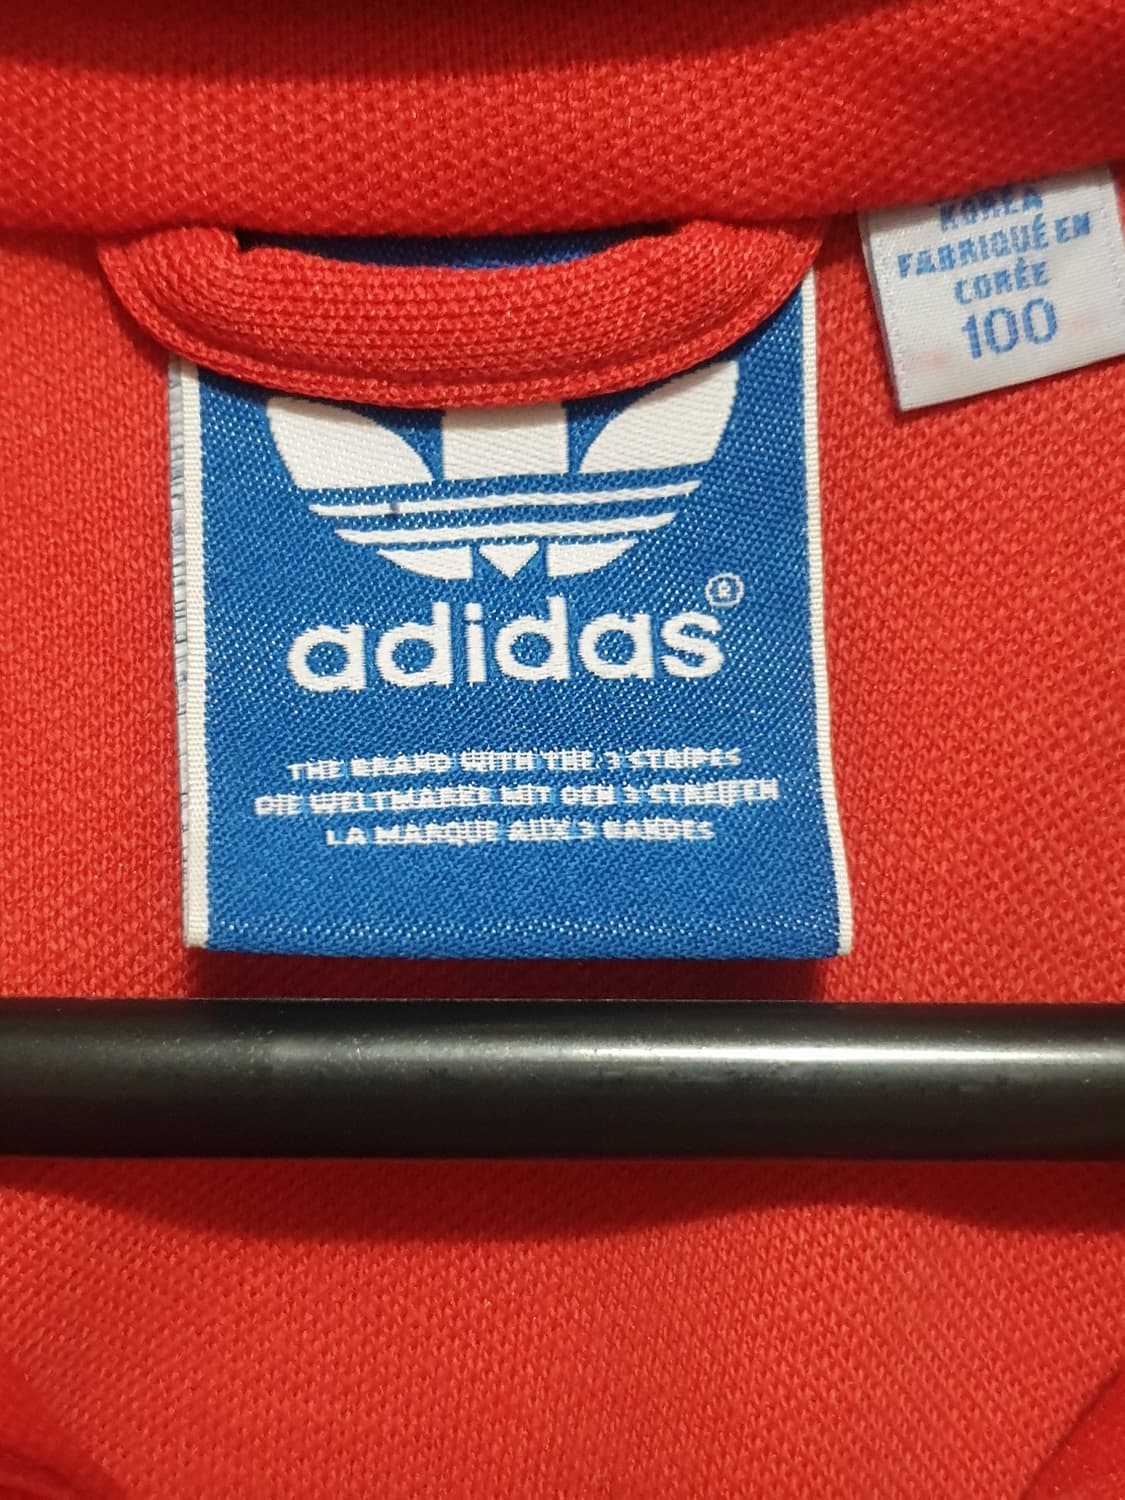 KOREA
FABRIQUÉ EN
CORÉE
100
adidas®
THE BRAND WITH THE 3 STRIPES
DIE WELTMARKE MIT DEN 3 STREIFEN
LA MARQUE AUX 3 BANDES